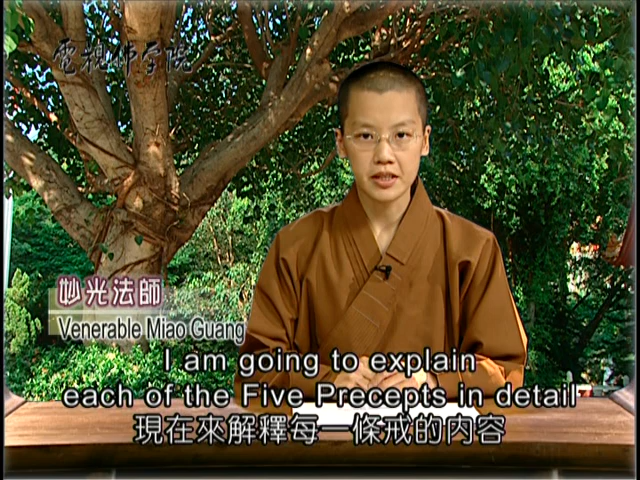 電視佛學院
妙光法師
Venerable Miao Guang
I am going to explain
each of the Five Precepts in detail
現在來解釋每一條戒的内容